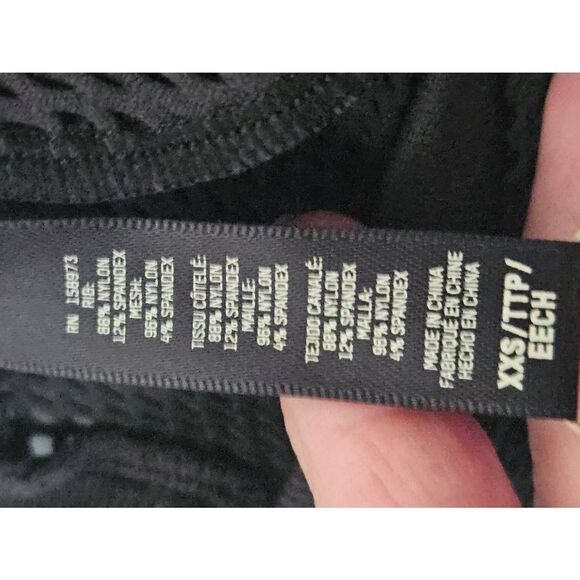 RN 158973
RIB:
88% NYLON
12% SPANDEX
MESH:
96% NYLON
4% SPANDEX
TISSU CÔTELÉ:
88% NYLON
12% SPANDEX
MAILLE:
96% NYLON
4% SPANDEX
TEJIDO CANALÉ:
88% NYLON
12% SPANDEX
MALLA:
96% NYLON
4% SPANDEX
MADE IN CHINA
FABRIQUÉ EN CHINE
HECHO EN CHINA
XXS/TTP/
EECH